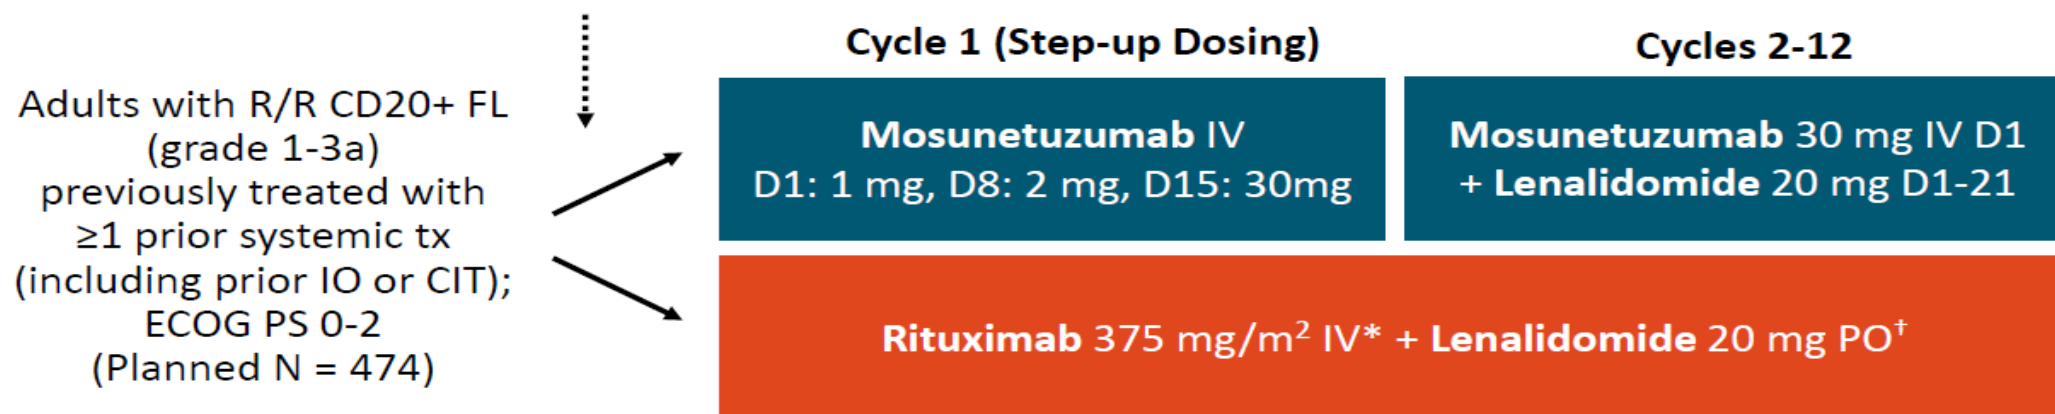 Adults with R/R CD20+ FL
(grade 1-3a)
previously treated with
≥1 prior systemic tx
(including prior IO or CIT);
ECOG PS 0-2
(Planned N = 474)
Cycle 1 (Step-up Dosing)
Mosunetuzumab IV
D1: 1 mg, D8: 2 mg, D15: 30mg
Cycles 2-12
Mosunetuzumab 30 mg IV D1
+ Lenalidomide 20 mg D1-21
Rituximab 375 mg/m² IV* + Lenalidomide 20 mg PO†